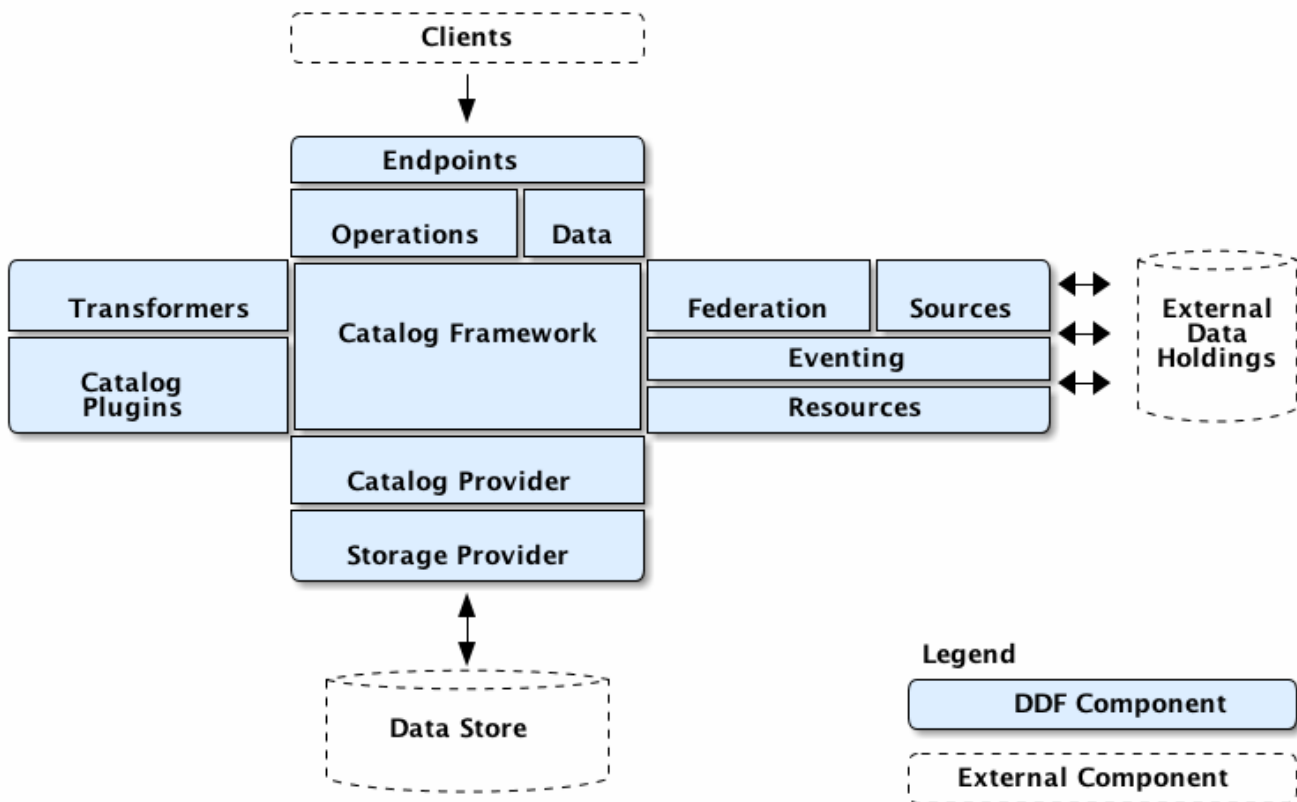 Clients
Endpoints
Operations
Data
Transformers
Catalog Framework
Federation
Sources
External
Data
Holdings
Eventing
Catalog
Plugins
Resources
Catalog Provider
Storage Provider
Data Store
Legend
DDF Component
External Component